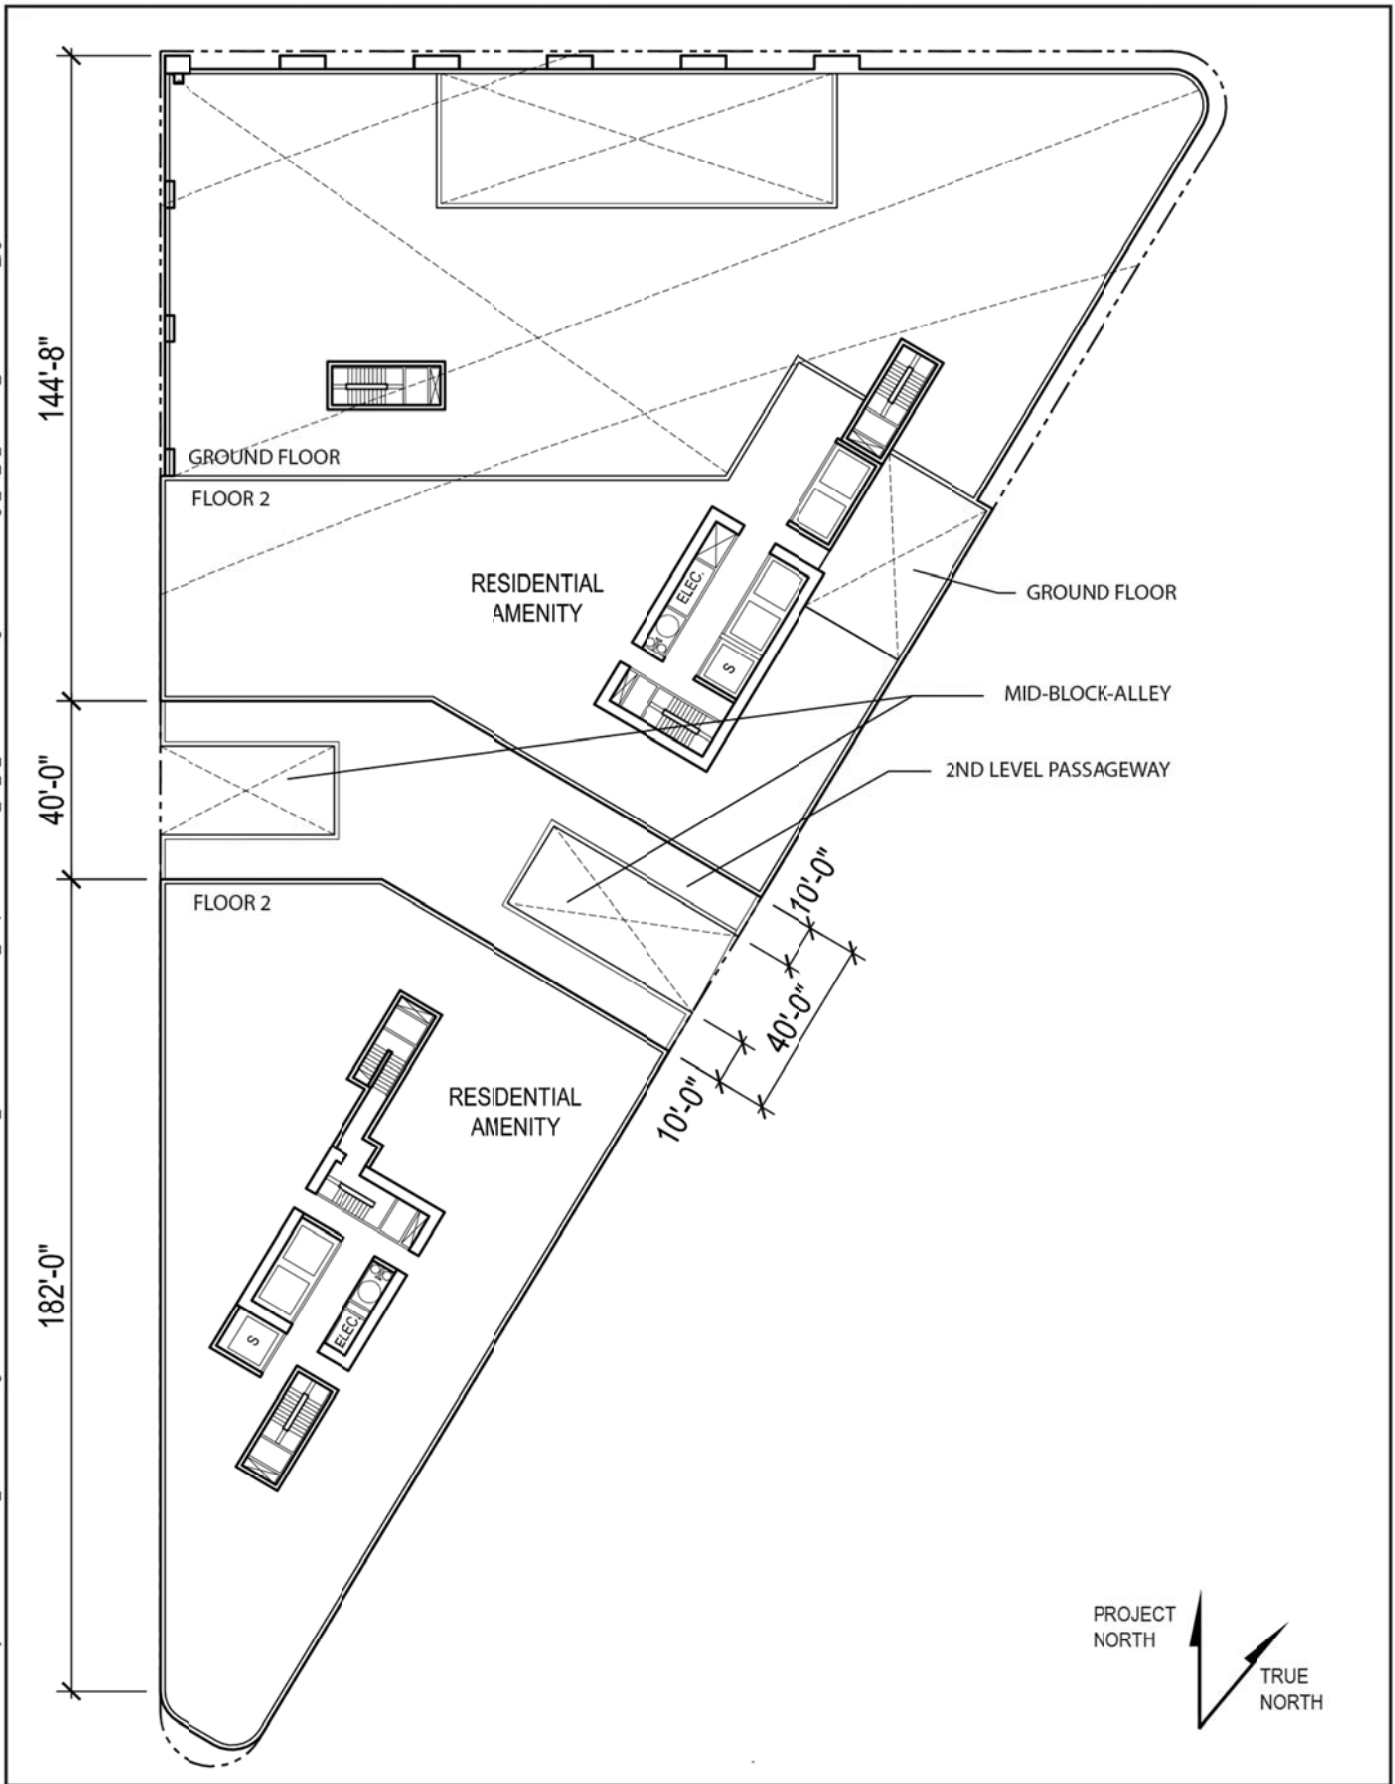 144'-8"
GROUND FLOOR
FLOOR 2
RESIDENTIAL
AMENITY
ELEC.
S
GROUND FLOOR
MID-BLOCK-ALLEY
2ND LEVEL PASSAGEWAY
40'-0"
10'-0"
40'-0"
10'-0"
FLOOR 2
RESIDENTIAL
AMENITY
182'-0"
S
ELEC.
PROJECT
NORTH
TRUE
NORTH